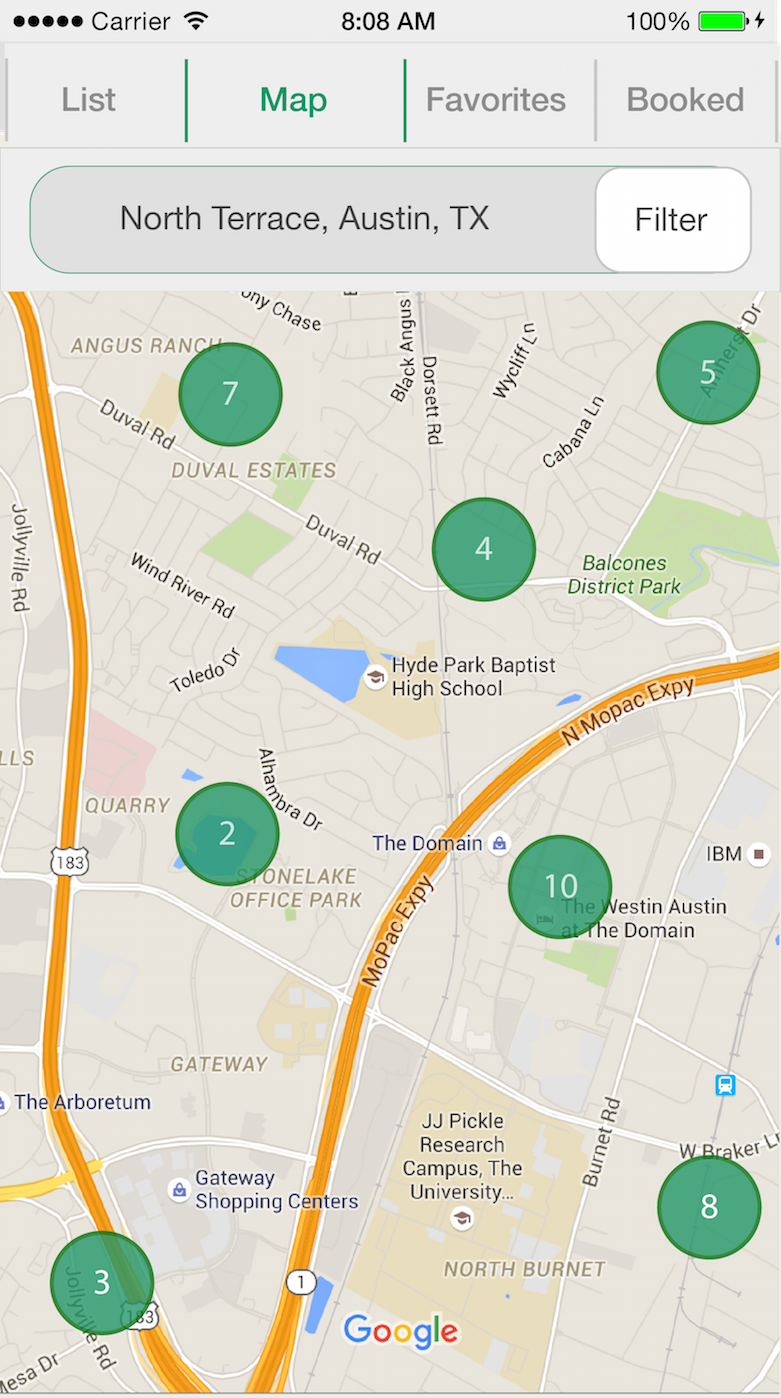 Carrier 8:08 AM 100%
List Map Favorites Booked
North Terrace, Austin, TX Filter
ony Chase
Black Angus
Dorsett Rd
Wycliff Ln
Amherst Dr
5
ANGUS RANCH
7
Duval Rd
Cabana Ln
DUVAL ESTATES
Jollyville Rd
Duval Rd
4
Balcones
District Park
Wind River Rd
Toledo Dr
Hyde Park Baptist
High School
N Mopac Expy
LLS
QUARRY
Alhambra Dr
2
The Domain
183
IBM
10
STONELAKE
OFFICE PARK
The Westin Austin
at The Domain
MoPac Expy
GATEWAY
The Arboretum
JJ Pickle
Research
Campus, The
University...
Burnet Rd
W Braker Ln
Gateway
Shopping Centers
8
NORTH BURNET
3
1
183
Jollyville Rd
Google
Mesa Dr